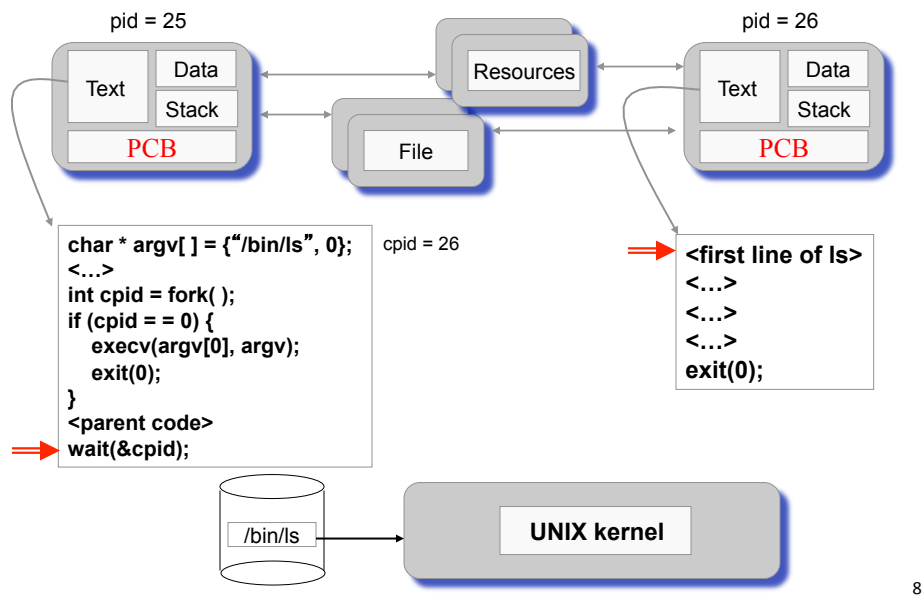 pid = 25
pid = 26
Text
Data
Stack
PCB
Resources
File
Text
Data
Stack
PCB
char * argv[ ] = {“/bin/ls”, 0};
<…>
int cpid = fork( );
if (cpid = = 0) {
execv(argv[0], argv);
exit(0);
}
<parent code>
wait(&cpid);
cpid = 26
<first line of ls>
<…>
<…>
<…>
exit(0);
/bin/ls
UNIX kernel
8